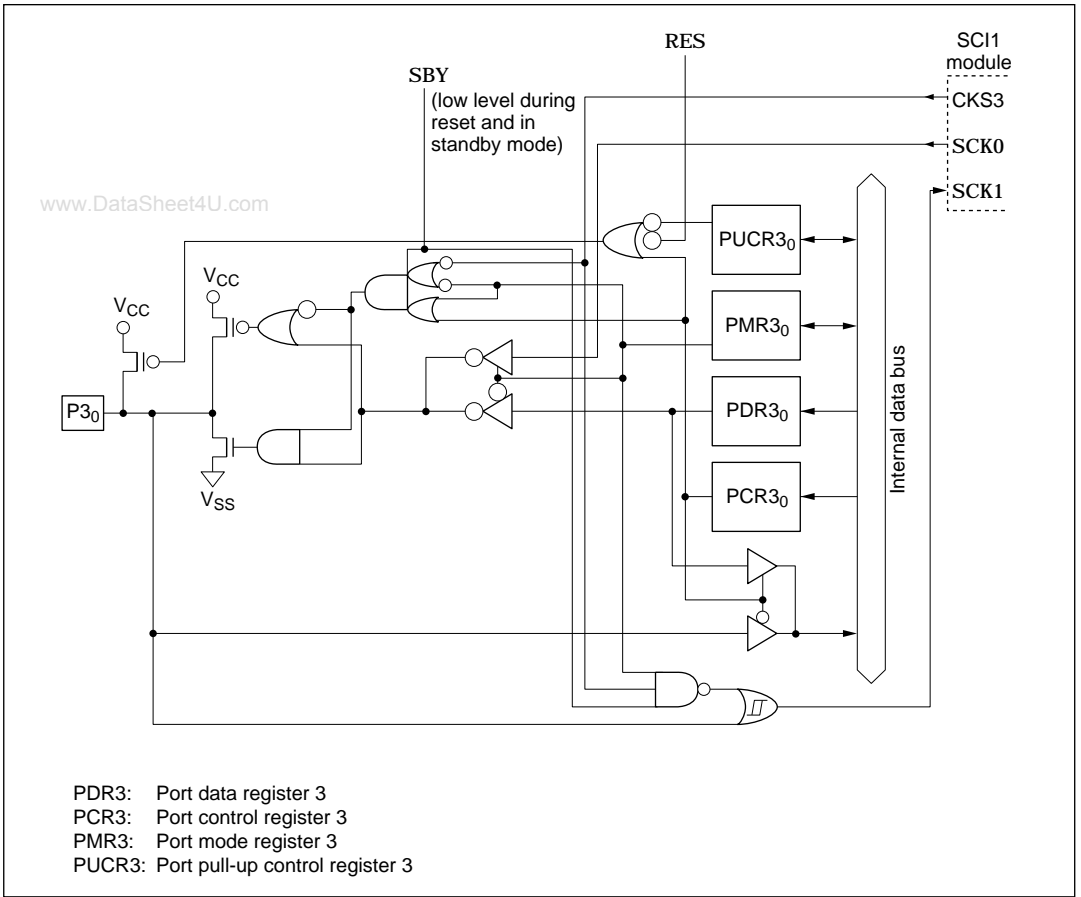 RES
SCI1
module
SBY
(low level during
reset and in
standby mode)
CKS3
SCK0
SCK1
www.DataSheet4U.com
PUCR3₀
VCC
VCC
PMR3₀
PDR3₀
P3₀
PCR3₀
VSS
Internal data bus
PDR3: Port data register 3
PCR3: Port control register 3
PMR3: Port mode register 3
PUCR3: Port pull-up control register 3